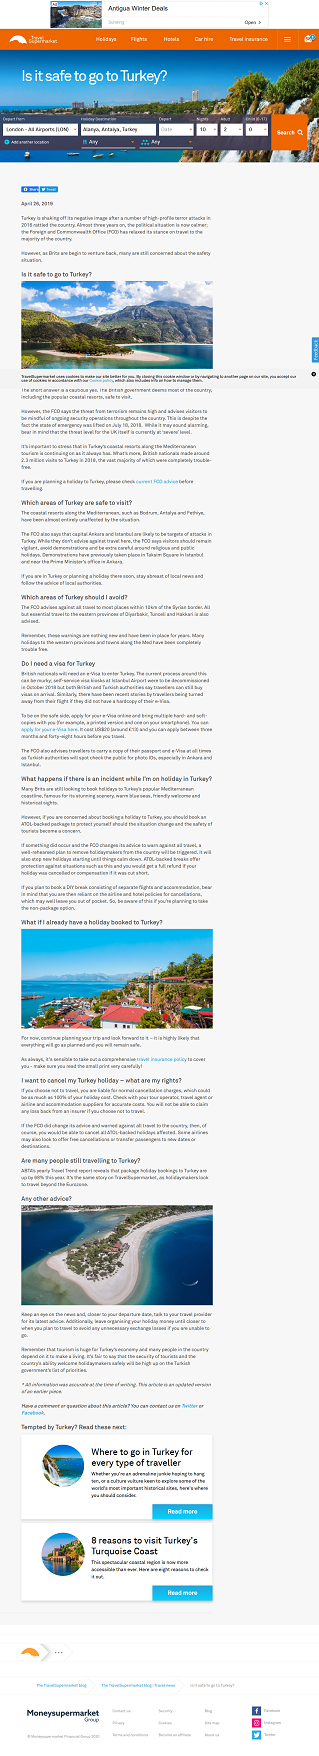 Antigua Winter Deals
Open >
Travel
Supermarket
Holidays Flights Hotels Car hire Travel insurance
Is it safe to go to Turkey?
Depart from Holiday Destination Depart Nights Adult Child (0-17)
London - All Airports (LON) Alanya, Antalya, Turkey Date 10 2 0
Search
Add another location Any Any
Share Tweet
April 26, 2019
Turkey is shaking off its negative image after a number of high-profile terror attacks in
2016 rattled the country. Almost three years on, the political situation is now calmer;
the Foreign and Commonwealth Office (FCO) has relaxed its stance on travel to the
majority of the country.
However, as Brits are begin to venture back, many are still concerned about the safety
situation.
Is it safe to go to Turkey?
Feedback
TravelSupermarket uses cookies to make our site better for you. By closing this cookie window or by navigating to another page on our site, you accept our
use of cookies in accordance with our Cookie policy, which also includes info on how to manage them.
The short answer is a cautious yes. The British government deems most of the country,
including the popular coastal resorts, safe to visit.
However, the FCO says the threat from terrorism remains high and advises visitors to
be mindful of ongoing security operations throughout the country. This is despite the
fact the state of emergency was lifted on July 18, 2018. While it may sound alarming,
bear in mind that the threat level for the UK itself is currently at 'severe' level.
It's important to stress that in Turkey's coastal resorts along the Mediterranean
tourism is continuing on as it always has. What's more, British nationals made around
2.3 million visits to Turkey in 2018, the vast majority of which were completely trouble-
free.
If you are planning a holiday to Turkey, please check current FCO advice before
travelling.
Which areas of Turkey are safe to visit?
The coastal resorts along the Mediterranean, such as Bodrum, Antalya and Fethiye,
have been almost entirely unaffected by the situation.
The FCO also says that capital Ankara and Istanbul are likely to be targets of attacks in
Turkey. While they don't advise against travel here, the FCO says visitors should remain
vigilant, avoid demonstrations and be extra careful around religious and public
holidays. Demonstrations have previously taken place in Taksim Square in Istanbul
and near the Prime Minister's office in Ankara.
If you are in Turkey or planning a holiday there soon, stay abreast of local news and
follow the advice of local authorities.
Which areas of Turkey should I avoid?
The FCO advises against all travel to most places within 10km of the Syrian border. All
but essential travel to the eastern provinces of Diyarbakir, Tunceli and Hakkari is also
advised.
Remember, these warnings are nothing new and have been in place for years. Many
holidays to the western provinces and towns along the Med have been completely
trouble free.
Do I need a visa for Turkey
British nationals will need an e-Visa to enter Turkey. The current process around this
can be murky; self-service visa kiosks at Istanbul Airport were to be decommissioned
in October 2018 but both British and Turkish authorities say travellers can still buy
visas on arrival. Similarly, there have been recent stories by travellers being turned
away from their flight if they did not have a hardcopy of their e-Visa.
To be on the safe side, apply for your e-Visa online and bring multiple hard- and soft-
copies with you (for example, a printed version and one on your smartphone). You can
apply for your e-Visa here. It cost US$20 (around £13) and you can apply between three
months and forty-eight hours before you travel.
The FCO also advises travellers to carry a copy of their passport and e-Visa at all times
as Turkish authorities will spot check the public for photo IDs, especially in Ankara and
Istanbul.
What happens if there is an incident while I'm on holiday in Turkey?
Many Brits are still looking to book holidays to Turkey's popular Mediterranean
coastline, famous for its stunning scenery, warm blue seas, friendly welcome and
historical sights.
However, if you are concerned about booking a holiday to Turkey, you should book an
ATOL-backed package to protect yourself should the situation change and the safety of
tourists become a concern.
If something did occur and the FCO changes its advice to warn against all travel, a
well-rehearsed plan to remove holidaymakers from the country will be triggered. It will
also stop new holidays starting until things calm down. ATOL-backed breaks offer
protection against situations such as this and you would get a full refund if your
holiday was cancelled or compensation if it was cut short.
If you plan to book a DIY break consisting of separate flights and accommodation, bear
in mind that you are then reliant on the airline and hotel policies for cancellations,
which may well leave you out of pocket. So, be aware of this if you're planning to take
the non-package option.
What if I already have a holiday booked to Turkey?
For now, continue planning your trip and look forward to it – it is highly likely that
everything will go as planned and you will remain safe.
As always, it's sensible to take out a comprehensive travel insurance policy to cover
you - make sure you read the small print very carefully!
I want to cancel my Turkey holiday – what are my rights?
If you choose not to travel, you are liable for normal cancellation charges, which could
be as much as 100% of your holiday cost. Check with your tour operator, travel agent or
airline and accommodation suppliers for accurate costs. You will not be able to claim
any loss back from an insurer if you choose not to travel.
If the FCO did change its advice and warned against all travel to the country, then, of
course, you would be able to cancel all ATOL-backed holidays affected. Some airlines
may also look to offer free cancellations or transfer passengers to new dates or
destinations.
Are many people still travelling to Turkey?
ABTA's yearly Travel Trend report reveals that package holiday bookings to Turkey are
up by 68% this year. It's the same story on TravelSupermarket, as holidaymakers look
to travel beyond the Eurozone.
Any other advice?
Keep an eye on the news and, closer to your departure date, talk to your travel provider
for its latest advice. Additionally, leave organising your holiday money until closer to
when you plan to travel to avoid any unnecessary exchange losses if you are unable to
go.
Remember that tourism is huge for Turkey's economy and many people in the country
depend on it to make a living. It's fair to say that the security of tourists and the
country's ability welcome holidaymakers safely will be high up on the Turkish
government's list of priorities.
* All information was accurate at the time of writing. This article is an updated version
of an earlier piece.
Have a comment or question about this article? You can contact us on Twitter or
Facebook.
Tempted by Turkey? Read these next:
Where to go in Turkey for
every type of traveller
Whether you're an adrenaline junkie hoping to hang
ten, or a culture vulture keen to explore some of the
world's most important historical sites, here's where
you should consider.
Read more
8 reasons to visit Turkey's
Turquoise Coast
This spectacular coastal region is now more
accessible than ever. Here are eight reasons to check
it out.
Read more
The TravelSupermarket blog The TravelSupermarket blog : Travel news Is it safe to go to Turkey?
Moneysupermarket
Group
© Moneysupermarket Financial Group 2020
Contact us Security Blog Facebook
Privacy Cookies Site map Instagram
Terms and conditions Become an affiliate About us Twitter